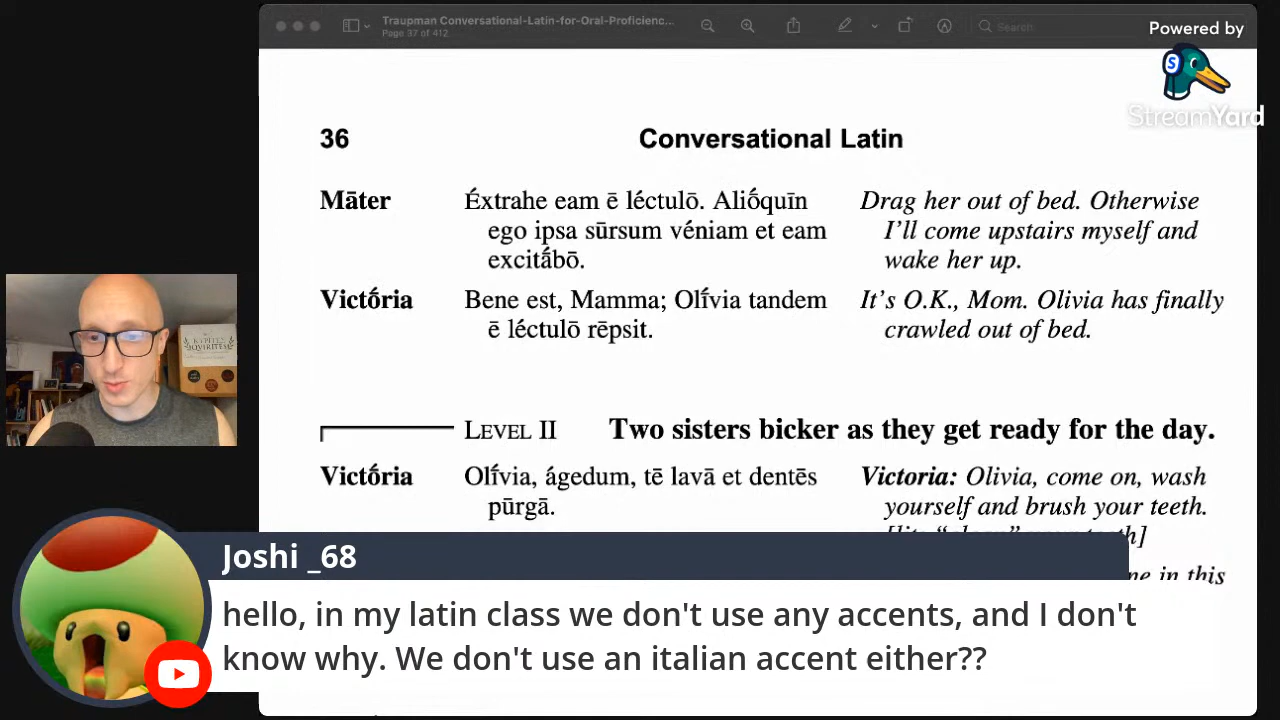 Traupman Conversational-Latin-for-Oral-Proficienc...
Page 37 of 412
Search
Powered by
StreamYard
36 Conversational Latin
Māter Éxtrahe eam ē léctulō. Aliṓquīn Drag her out of bed. Otherwise
ego ipsa sūrsum véniam et eam I'll come upstairs myself and
excitā́bō. wake her up.
Victṓria Bene est, Mamma; Olī́via tandem It's O.K., Mom. Olivia has finally
ē léctulō rēpsit. crawled out of bed.
LEVEL II Two sisters bicker as they get ready for the day.
Victṓria Olī́via, ágedum, tē lavā et dentēs Victoria: Olivia, come on, wash
pūrgā. yourself and brush your teeth.
in this
Joshi _68
hello, in my latin class we don't use any accents, and I don't
know why. We don't use an italian accent either??